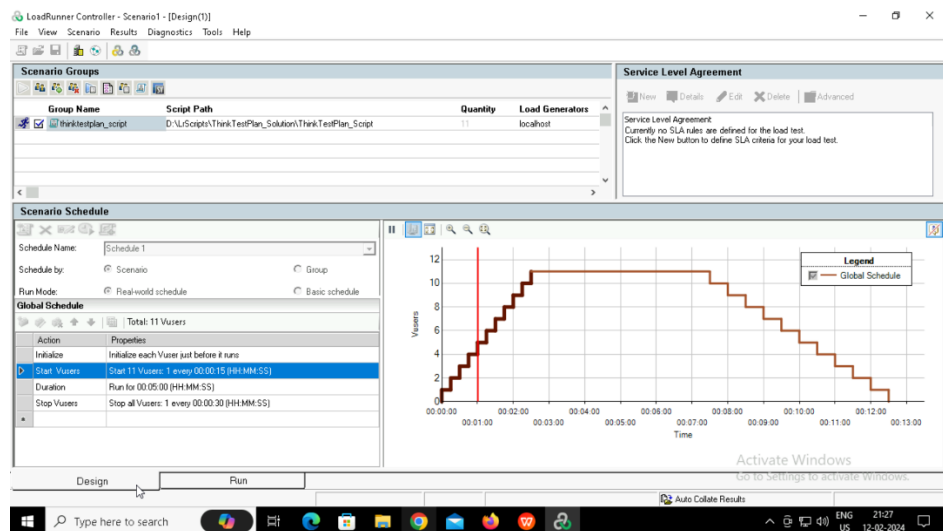 LoadRunner Controller - Scenario1 - [Design(1)]
File View Scenario Results Diagnostics Tools Help
Scenario Groups
Group Name Script Path Quantity Load Generators
thinktestplan_script D:\LrScripts\ThinkTestPlan_Solution\ThinkTestPlan_Script 11 localhost
Service Level Agreement
New Details Edit Delete Advanced
Service Level Agreement
Currently no SLA rules are defined for the load test.
Click the New button to define SLA criteria for your load test.
Scenario Schedule
Schedule Name: Schedule 1
Schedule by: Scenario Group
Run Mode: Real-world schedule Basic schedule
Global Schedule
Total: 11 Vusers
Action Properties
Initialize Initialize each Vuser just before it runs
Start Vusers Start 11 Vusers: 1 every 00:00:15 (HH:MM:SS)
Duration Run for 00:05:00 (HH:MM:SS)
Stop Vusers Stop all Vusers: 1 every 00:00:30 (HH:MM:SS)
Legend
Global Schedule
Vusers
12
10
8
6
4
2
0
00:00:00 00:02:00 00:04:00 00:06:00 00:08:00 00:10:00 00:12:00
00:01:00 00:03:00 00:05:00 00:07:00 00:09:00 00:11:00 00:13:00
Time
Activate Windows
Go to Settings to activate Windows.
Design Run
Auto Collate Results
Type here to search
ENG 21:27
US 12-02-2024